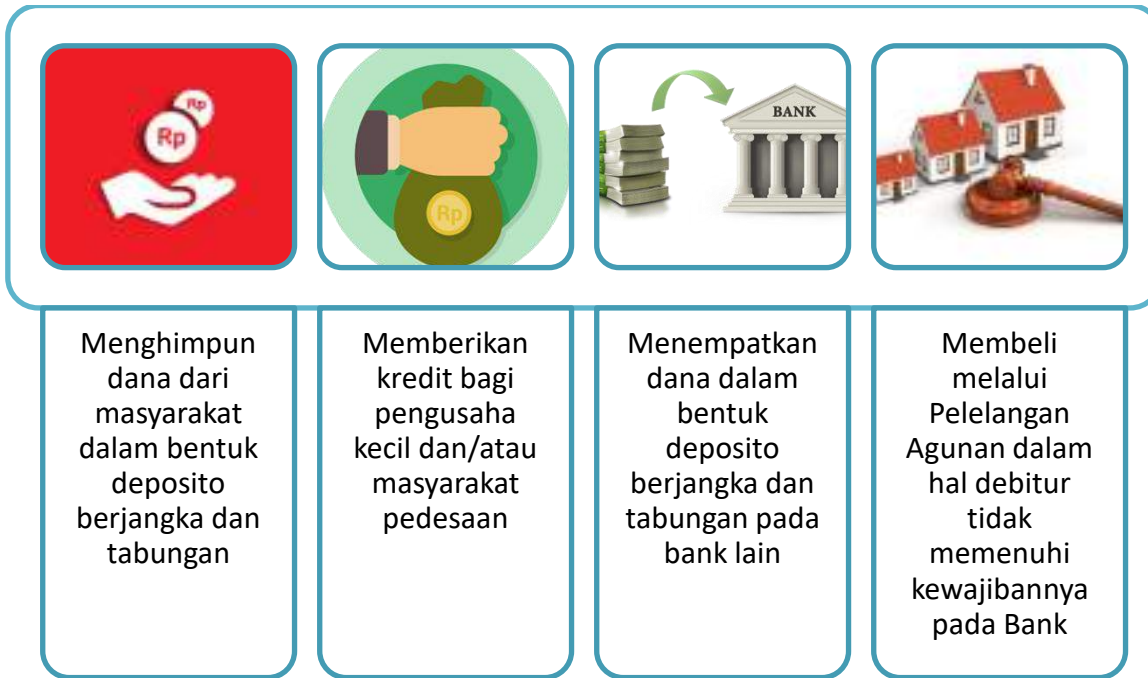 Rp
Rp
Rp
BANK
Menghimpun
dana dari
masyarakat
dalam bentuk
deposito
berjangka dan
tabungan
Memberikan
kredit bagi
pengusaha
kecil dan/atau
masyarakat
pedesaan
Menempatkan
dana dalam
bentuk
deposito
berjangka dan
tabungan pada
bank lain
Membeli
melalui
Pelelangan
Agunan dalam
hal debitur
tidak
memenuhi
kewajibannya
pada Bank